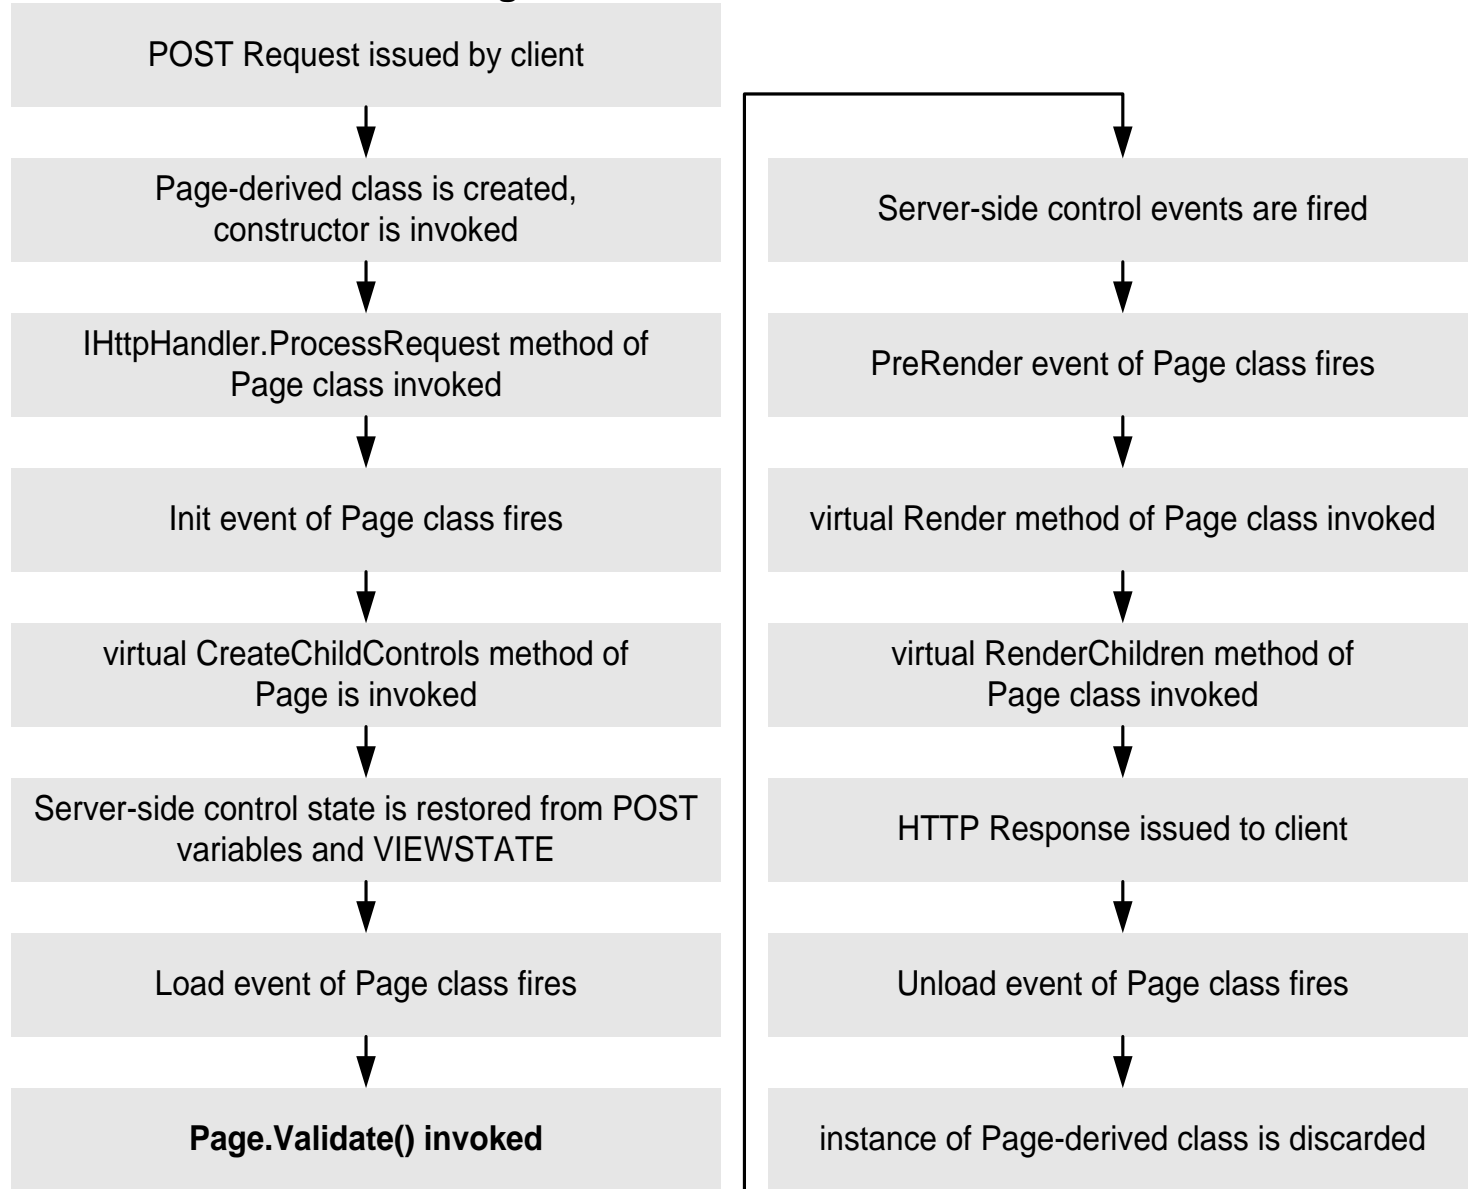 POST Request issued by client
Page-derived class is created,
constructor is invoked
IHttpHandler.ProcessRequest method of
Page class invoked
Init event of Page class fires
virtual CreateChildControls method of
Page is invoked
Server-side control state is restored from POST
variables and VIEWSTATE
Load event of Page class fires
Page.Validate() invoked
Server-side control events are fired
PreRender event of Page class fires
virtual Render method of Page class invoked
virtual RenderChildren method of
Page class invoked
HTTP Response issued to client
Unload event of Page class fires
instance of Page-derived class is discarded